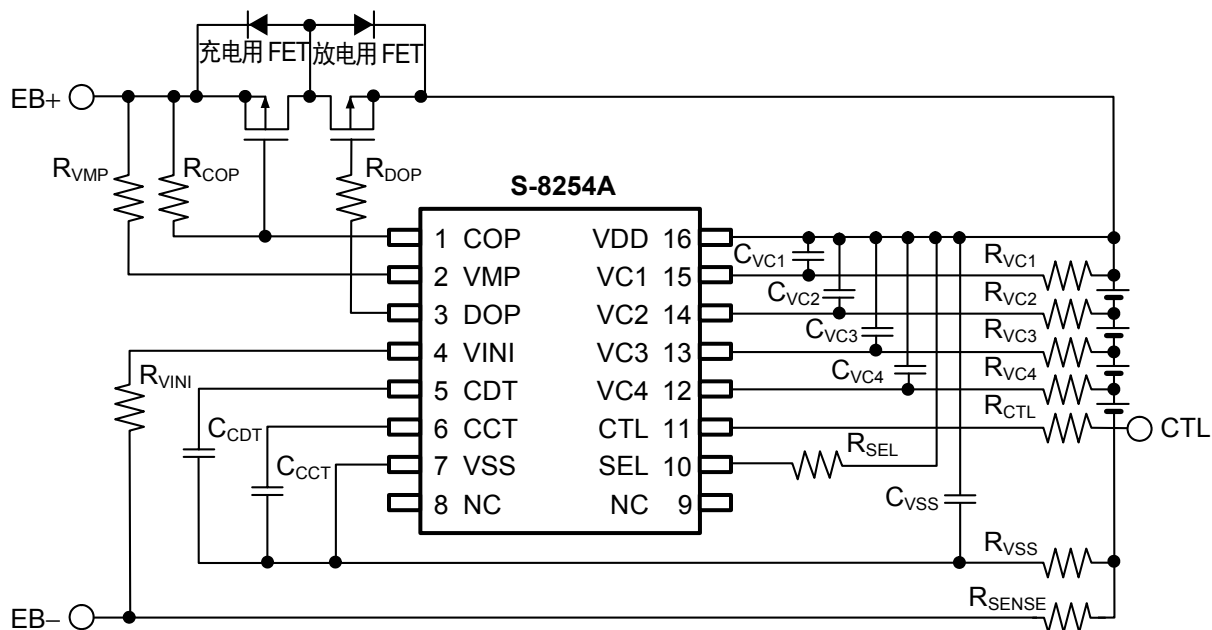 充电用 FET 放电用 FET
EB+
RVMP
RCOP
RDOP
S-8254A
1 COP VDD 16
2 VMP VC1 15
3 DOP VC2 14
4 VINI VC3 13
5 CDT VC4 12
6 CCT CTL 11
7 VSS SEL 10
8 NC NC 9
RVINI
CCDT
CCCT
CVC1
CVC2
CVC3
CVC4
RVC1
RVC2
RVC3
RVC4
RCTL
CTL
RSEL
CVSS
RVSS
RSENSE
EB−